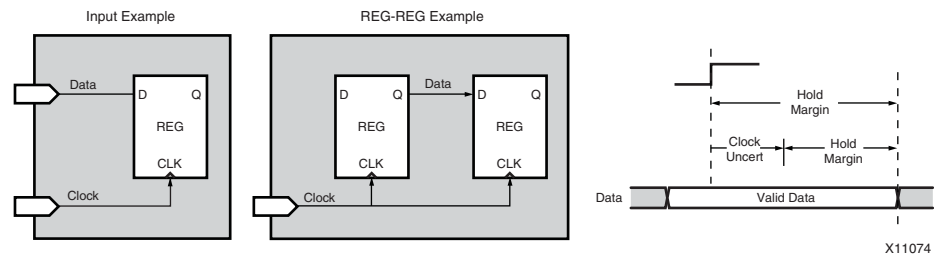 Input Example
Data
D Q
REG
CLK
Clock
REG-REG Example
Data
D Q
REG
CLK
D Q
REG
CLK
Clock
Hold
Margin
Clock
Uncert
Hold
Margin
Data
Valid Data
X11074